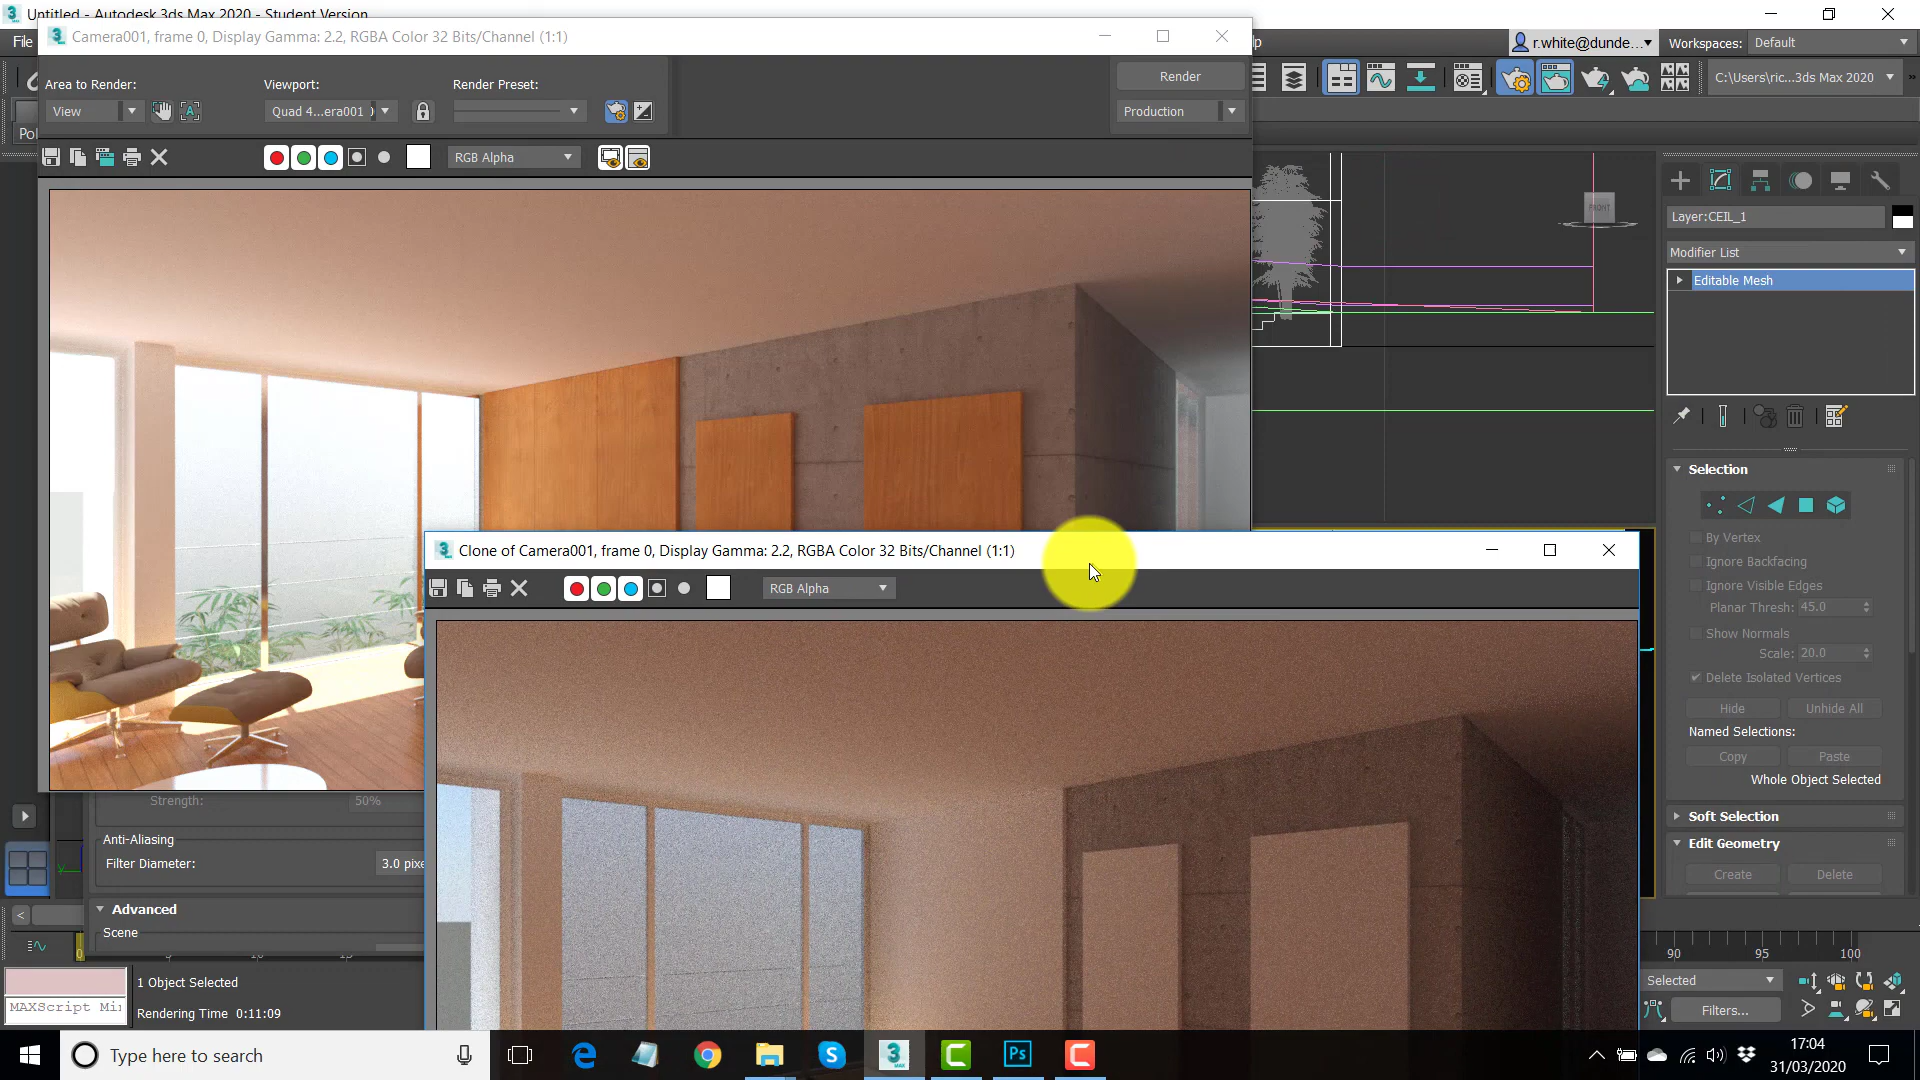 Untitled - Autodesk 3ds Max 2020 - Student Version
Camera001, frame 0, Display Gamma: 2.2, RGBA Color 32 Bits/Channel (1:1)
File
r.white@dunde...
Workspaces:
Default
Area to Render:
Viewport:
Render Preset:
Render
View
Quad 4...era001
Production
C:\Users\ric...3ds Max 2020
RGB Alpha
FRONT
Layer:CEIL_1
Modifier List
Editable Mesh
Selection
By Vertex
Ignore Backfacing
Ignore Visible Edges
Planar Thresh: 45.0
Show Normals
Scale: 20.0
Delete Isolated Vertices
Hide
Unhide All
Named Selections:
Copy
Paste
Whole Object Selected
Soft Selection
Edit Geometry
Create
Delete
Clone of Camera001, frame 0, Display Gamma: 2.2, RGBA Color 32 Bits/Channel (1:1)
RGB Alpha
Strength:
50%
Anti-Aliasing
Filter Diameter:
3.0 pixe
Advanced
Scene
0
90
95
100
1 Object Selected
MAXScript Mi
Rendering Time 0:11:09
Selected
Filters...
Type here to search
Ps
17:04
31/03/2020